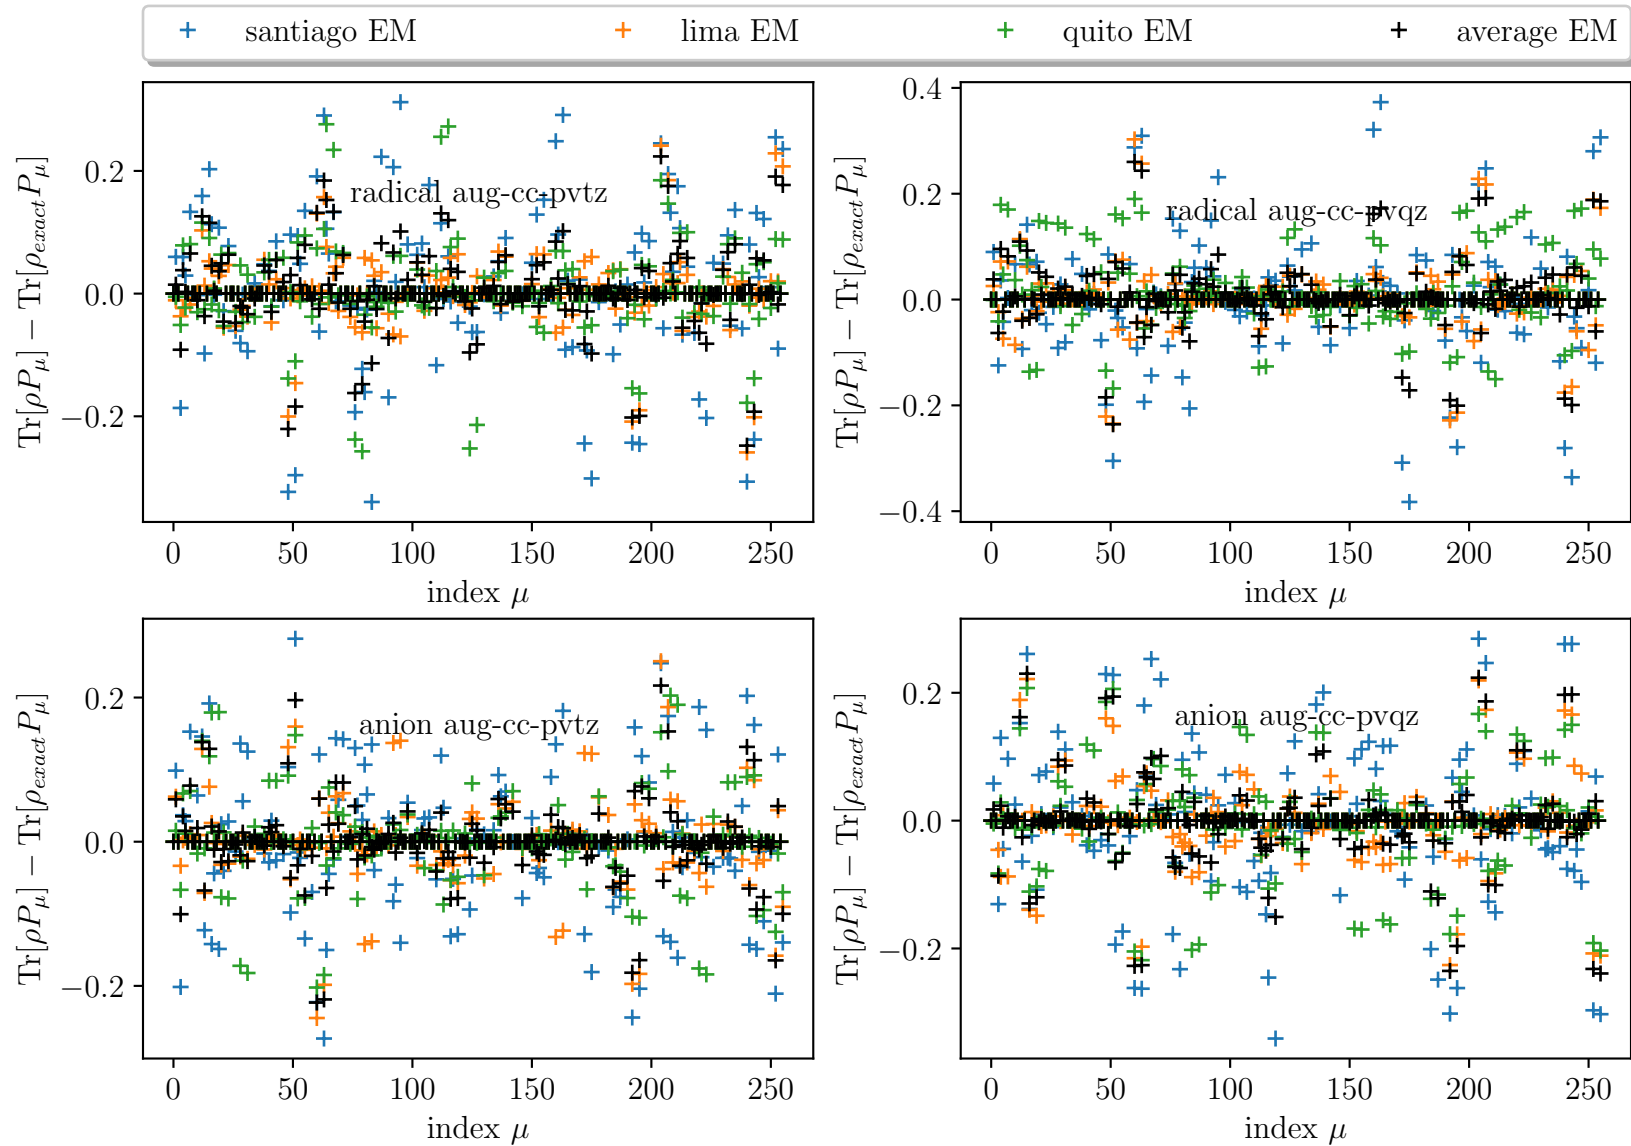 santiago EM lima EM quito EM average EM
Tr[ρP_μ] − Tr[ρ_exact P_μ]
0.2
0.0
−0.2
radical aug-cc-pvtz
0 50 100 150 200 250
index μ
Tr[ρP_μ] − Tr[ρ_exact P_μ]
0.4
0.2
0.0
−0.2
−0.4
radical aug-cc-pvqz
0 50 100 150 200 250
index μ
Tr[ρP_μ] − Tr[ρ_exact P_μ]
0.2
0.0
−0.2
anion aug-cc-pvtz
0 50 100 150 200 250
index μ
Tr[ρP_μ] − Tr[ρ_exact P_μ]
0.2
0.0
−0.2
anion aug-cc-pvqz
0 50 100 150 200 250
index μ